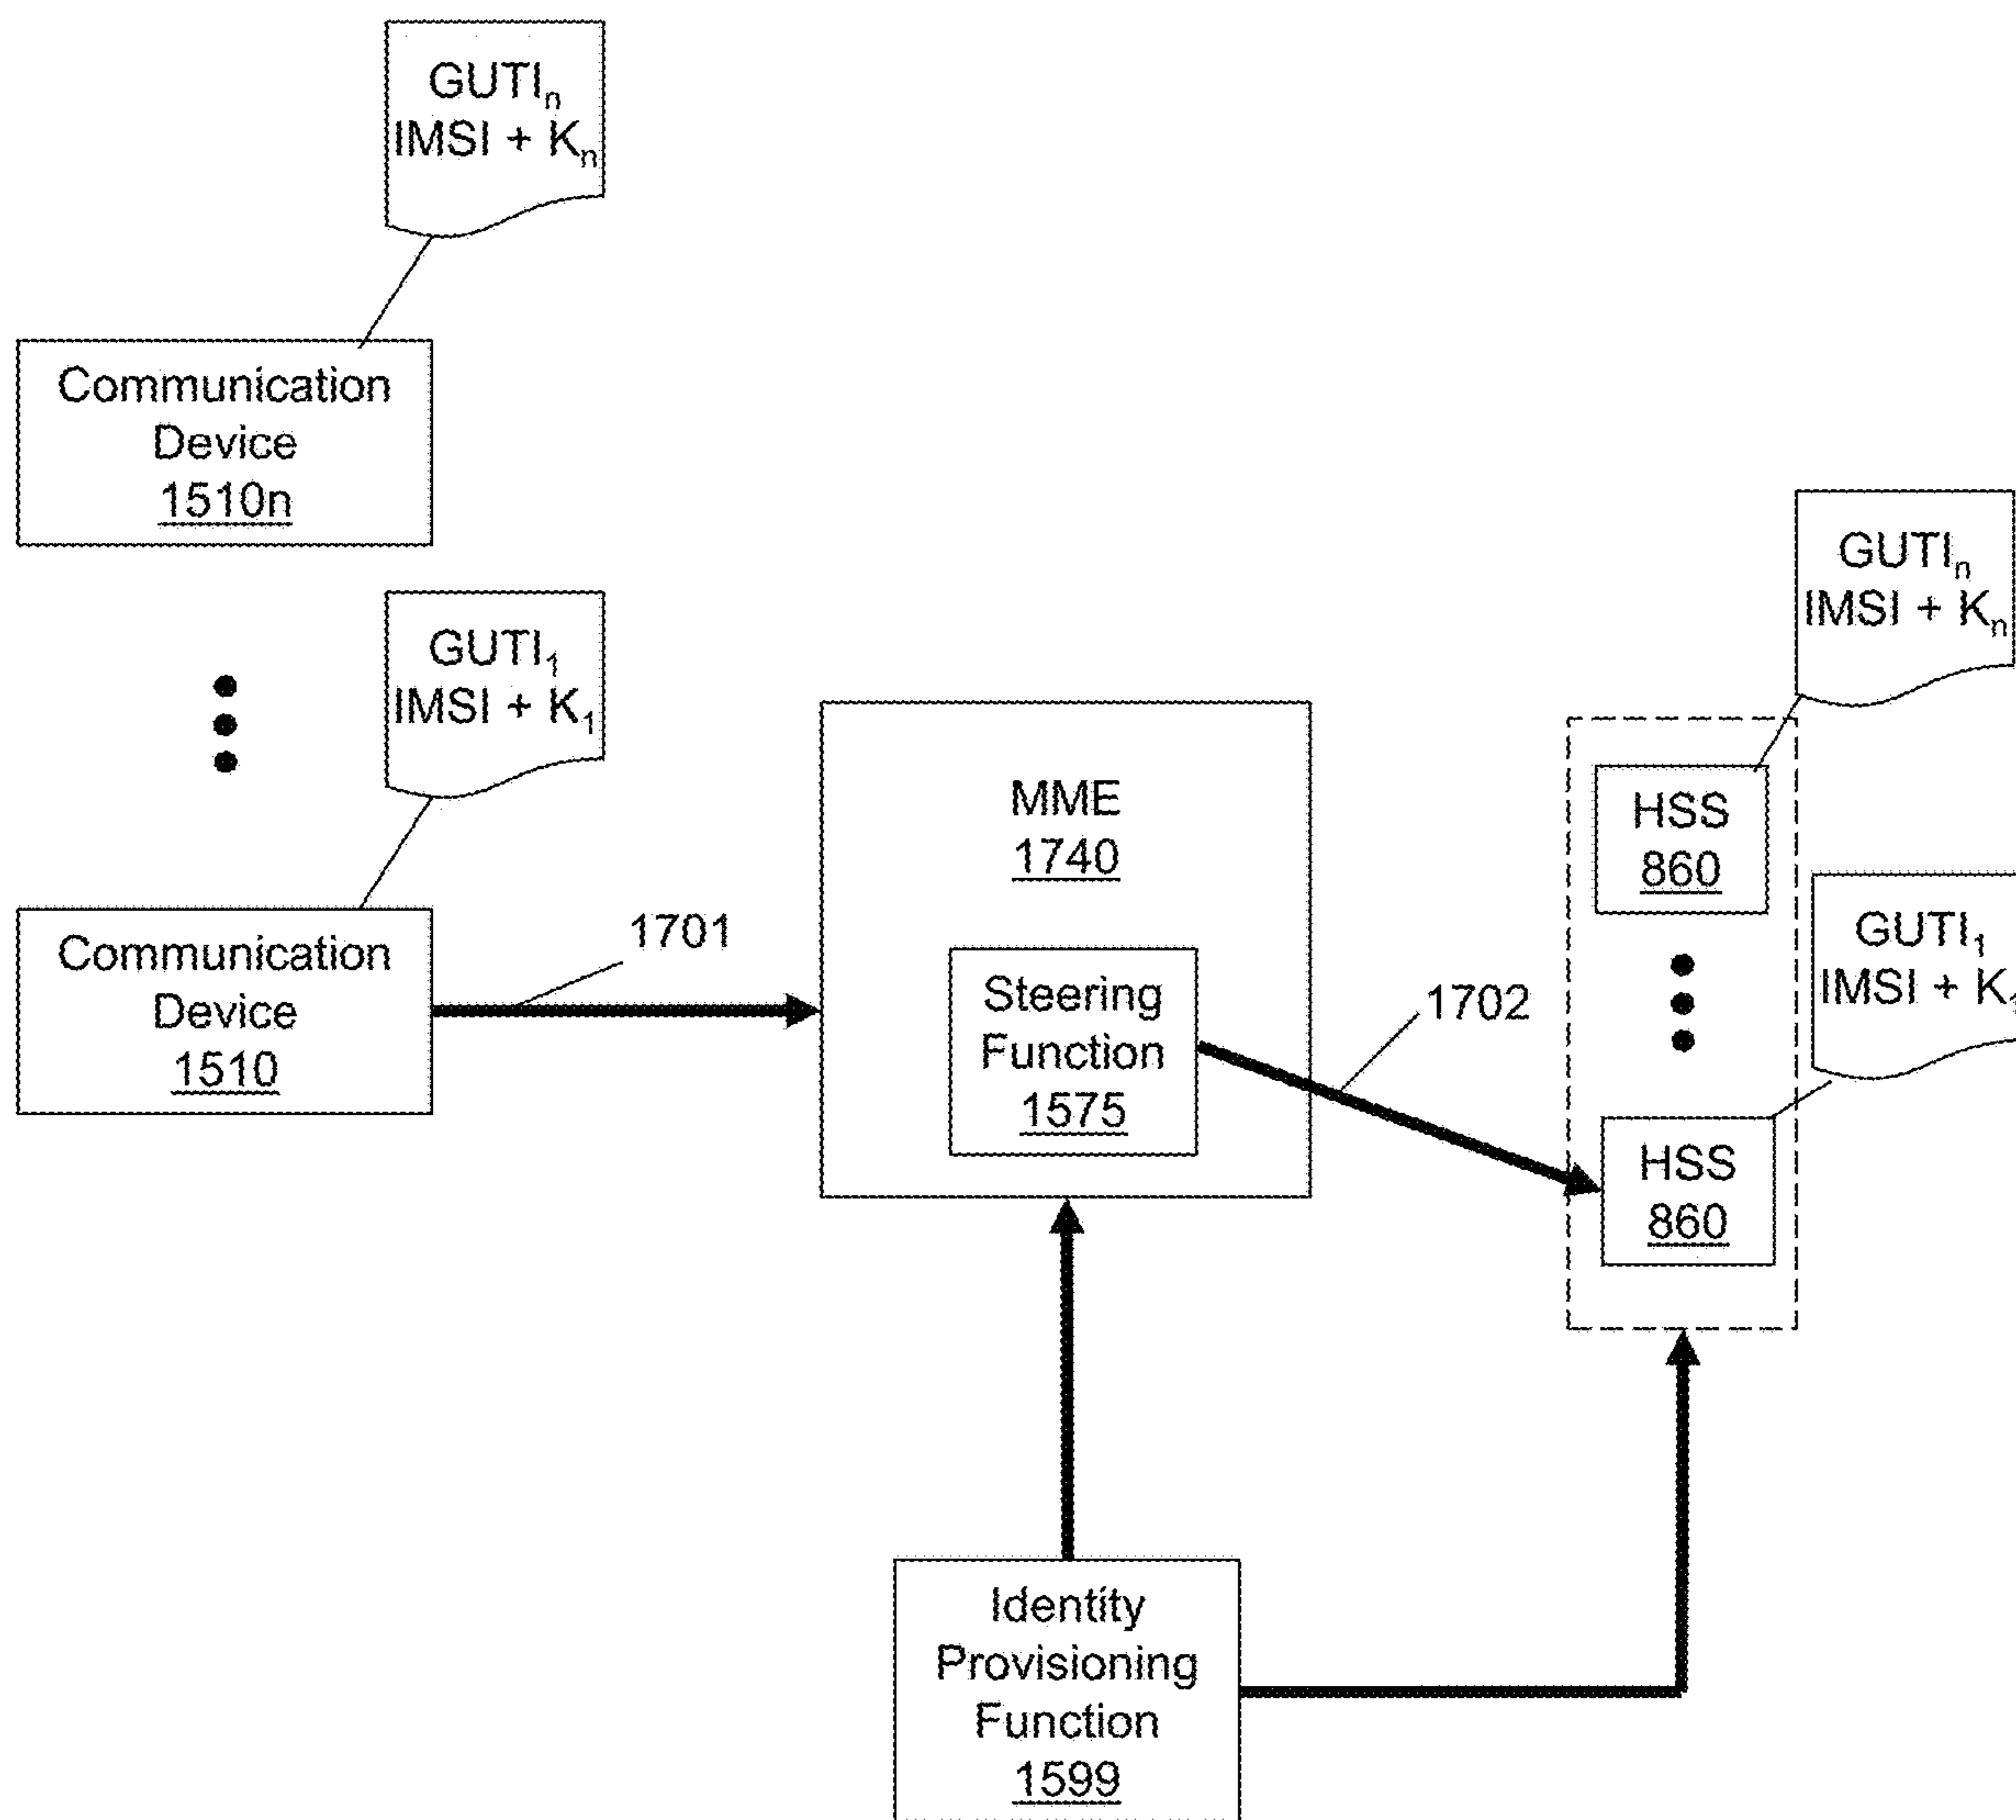 GUTIn
IMSI + Kn
Communication
Device
1510n
GUTI1
IMSI + K1
Communication
Device
1510
1701
MME
1740
Steering
Function
1575
1702
GUTIn
IMSI + Kn
HSS
860
GUTI1
IMSI + K1
HSS
860
Identity
Provisioning
Function
1599